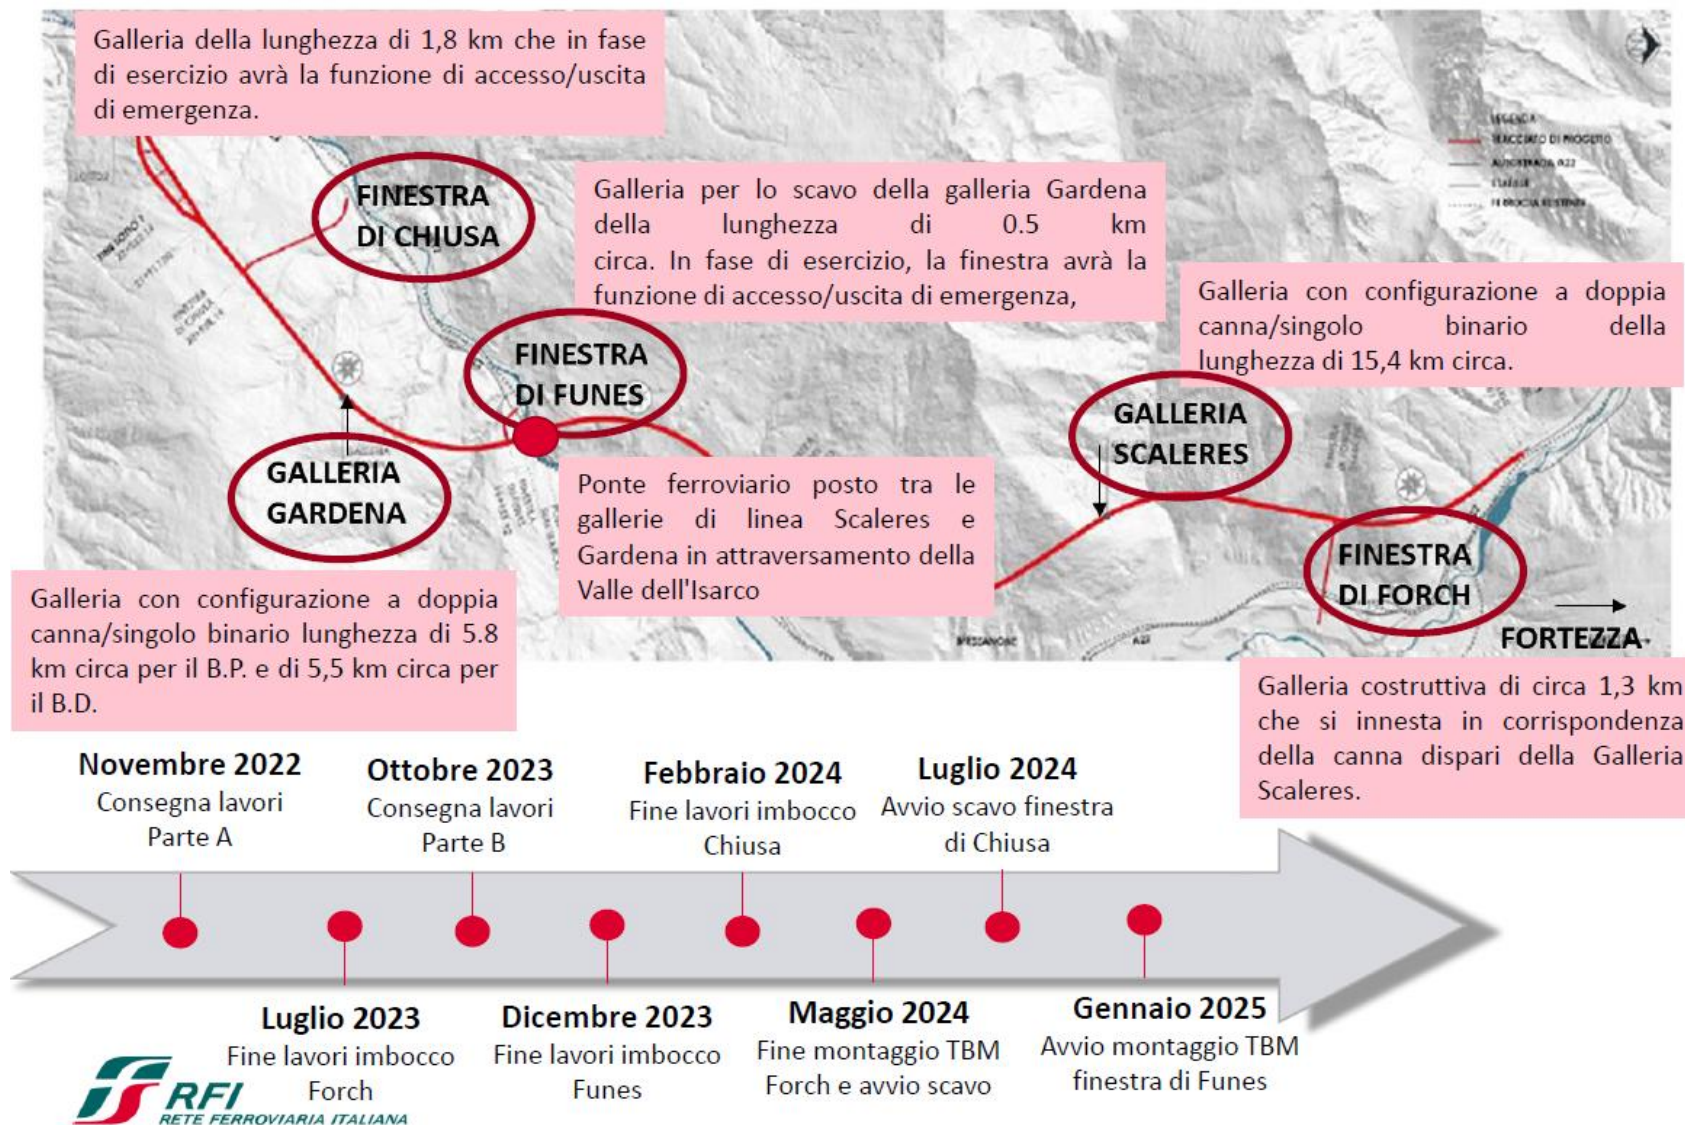 Galleria della lunghezza di 1,8 km che in fase
di esercizio avrà la funzione di accesso/uscita
di emergenza.
LEGENDA
TRACCIATO DI PROGETTO
AUTOSTRADA A22
FINESTRA
DI CHIUSA
Galleria per lo scavo della galleria Gardena
della lunghezza di 0.5 km
circa. In fase di esercizio, la finestra avrà la
funzione di accesso/uscita di emergenza,
Galleria con configurazione a doppia
canna/singolo binario della
lunghezza di 15,4 km circa.
FINESTRA
DI FUNES
GALLERIA
SCALERES
GALLERIA
GARDENA
Ponte ferroviario posto tra le
gallerie di linea Scaleres e
Gardena in attraversamento della
Valle dell'Isarco
FINESTRA
DI FORCH
FORTEZZA
BRESSANONE
A22
Galleria con configurazione a doppia
canna/singolo binario lunghezza di 5.8
km circa per il B.P. e di 5,5 km circa per
il B.D.
Galleria costruttiva di circa 1,3 km
che si innesta in corrispondenza
della canna dispari della Galleria
Scaleres.
Novembre 2022
Consegna lavori
Parte A
Ottobre 2023
Consegna lavori
Parte B
Febbraio 2024
Fine lavori imbocco
Chiusa
Luglio 2024
Avvio scavo finestra
di Chiusa
Luglio 2023
Fine lavori imbocco
Forch
Dicembre 2023
Fine lavori imbocco
Funes
Maggio 2024
Fine montaggio TBM
Forch e avvio scavo
Gennaio 2025
Avvio montaggio TBM
finestra di Funes
RFI
RETE FERROVIARIA ITALIANA